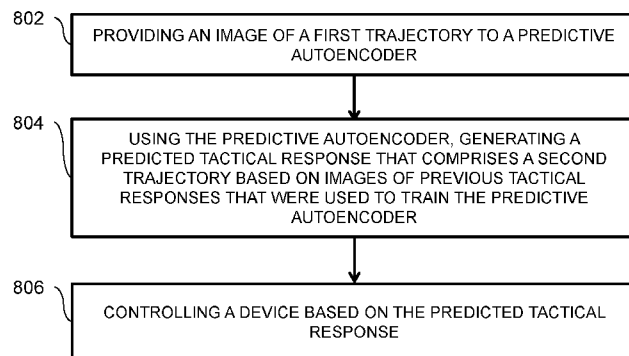 802
PROVIDING AN IMAGE OF A FIRST TRAJECTORY TO A PREDICTIVE
AUTOENCODER
804
USING THE PREDICTIVE AUTOENCODER, GENERATING A
PREDICTED TACTICAL RESPONSE THAT COMPRISES A SECOND
TRAJECTORY BASED ON IMAGES OF PREVIOUS TACTICAL
RESPONSES THAT WERE USED TO TRAIN THE PREDICTIVE
AUTOENCODER
806
CONTROLLING A DEVICE BASED ON THE PREDICTED TACTICAL
RESPONSE